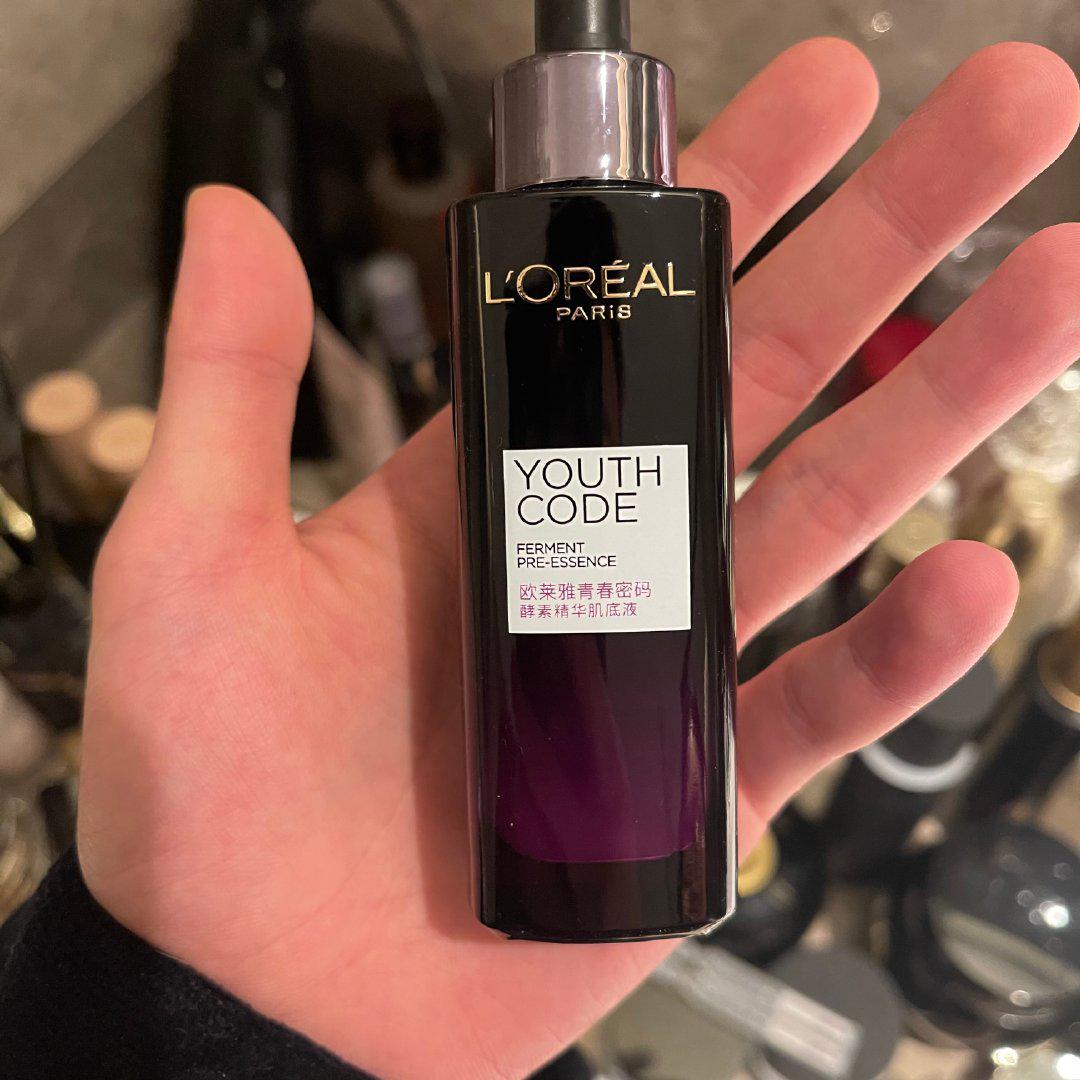 L'ORÉAL
PARiS
YOUTH
CODE
FERMENT
PRE-ESSENCE
欧莱雅青春密码
酵素精华肌底液